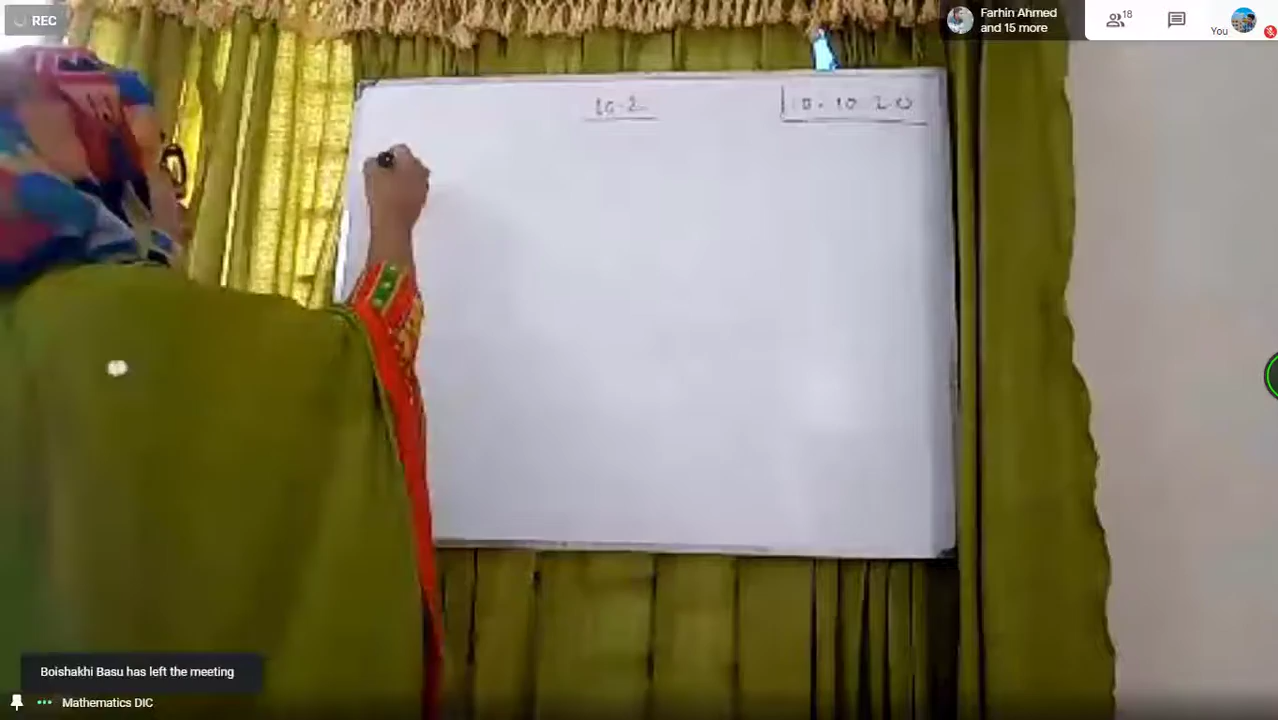 REC
Farhin Ahmed
and 15 more
18
You
10.2
10.10.20
Boishakhi Basu has left the meeting
Mathematics DIC